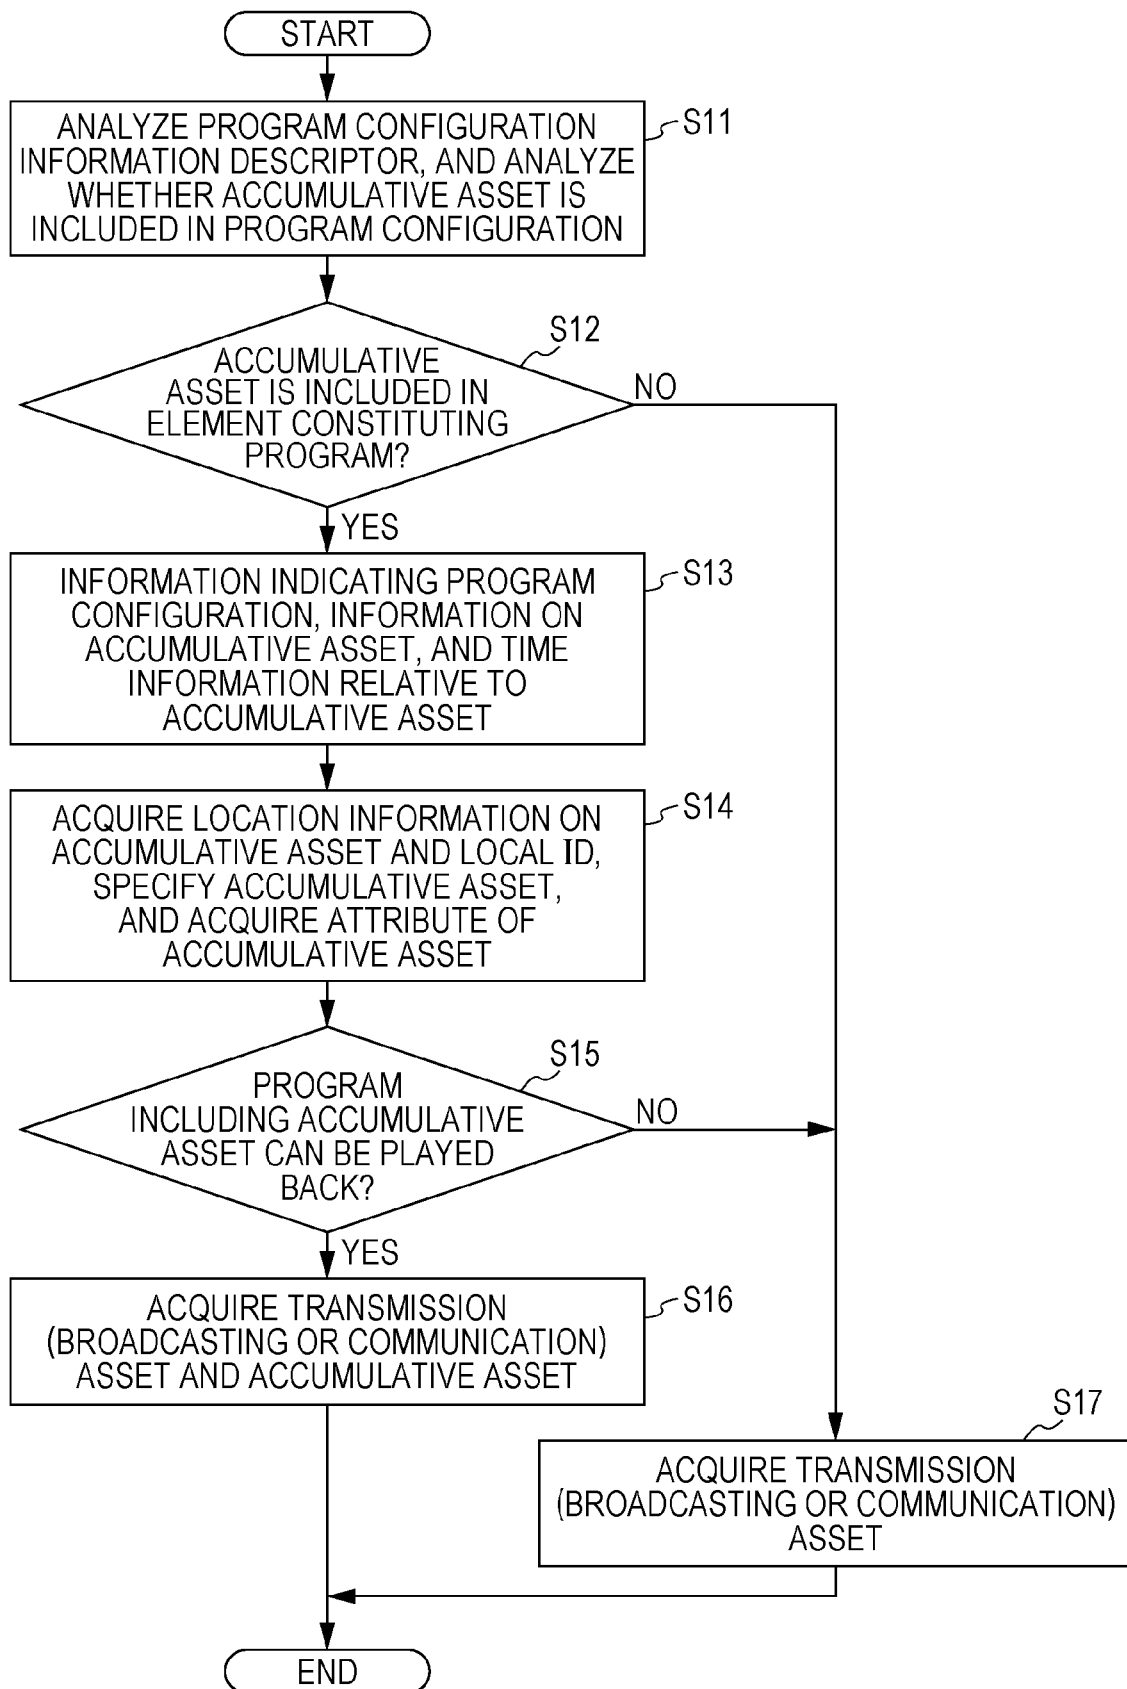 START
S11
ANALYZE PROGRAM CONFIGURATION
INFORMATION DESCRIPTOR, AND ANALYZE
WHETHER ACCUMULATIVE ASSET IS
INCLUDED IN PROGRAM CONFIGURATION
S12
ACCUMULATIVE
ASSET IS INCLUDED IN
ELEMENT CONSTITUTING
PROGRAM?
NO
YES
S13
INFORMATION INDICATING PROGRAM
CONFIGURATION, INFORMATION ON
ACCUMULATIVE ASSET, AND TIME
INFORMATION RELATIVE TO
ACCUMULATIVE ASSET
S14
ACQUIRE LOCATION INFORMATION ON
ACCUMULATIVE ASSET AND LOCAL ID,
SPECIFY ACCUMULATIVE ASSET,
AND ACQUIRE ATTRIBUTE OF
ACCUMULATIVE ASSET
S15
PROGRAM
INCLUDING ACCUMULATIVE
ASSET CAN BE PLAYED
BACK?
NO
YES
S16
ACQUIRE TRANSMISSION
(BROADCASTING OR COMMUNICATION)
ASSET AND ACCUMULATIVE ASSET
S17
ACQUIRE TRANSMISSION
(BROADCASTING OR COMMUNICATION)
ASSET
END